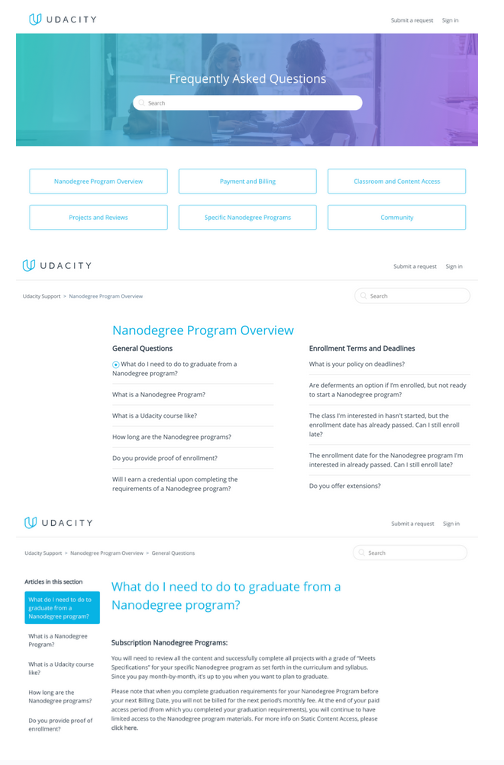 UDACITY
Submit a request Sign in
Frequently Asked Questions
Search
Nanodegree Program Overview
Payment and Billing
Classroom and Content Access
Projects and Reviews
Specific Nanodegree Programs
Community
UDACITY
Submit a request Sign in
Udacity Support > Nanodegree Program Overview
Search
Nanodegree Program Overview
General Questions
What do I need to do to graduate from a
Nanodegree program?
What is a Nanodegree Program?
What is a Udacity course like?
How long are the Nanodegree programs?
Do you provide proof of enrollment?
Will I earn a credential upon completing the
requirements of a Nanodegree program?
Enrollment Terms and Deadlines
What is your policy on deadlines?
Are deferments an option if I'm enrolled, but not ready
to start a Nanodegree program?
The class I'm interested in hasn't started, but the
enrollment date has already passed. Can I still enroll
late?
The enrollment date for the Nanodegree program I'm
interested in already passed. Can I still enroll late?
Do you offer extensions?
UDACITY
Submit a request Sign in
Udacity Support > Nanodegree Program Overview > General Questions
Search
Articles in this section
What do I need to do to
graduate from a
Nanodegree program?
What is a Nanodegree
Program?
What is a Udacity course
like?
How long are the
Nanodegree programs?
Do you provide proof of
enrollment?
What do I need to do to graduate from a
Nanodegree program?
Subscription Nanodegree Programs:
You will need to review all the content and successfully complete all projects with a grade of "Meets
Specifications" for your specific Nanodegree program as set forth in the curriculum and syllabus.
Since you pay month-by-month, it's up to you when you want to plan to graduate.
Please note that when you complete graduation requirements for your Nanodegree Program before
your next Billing Date, you will not be billed for the next period's monthly fee. At the end of your paid
access period (from which you completed your graduation requirements), you will continue to have
limited access to the Nanodegree program materials. For more info on Static Content Access, please
click here.